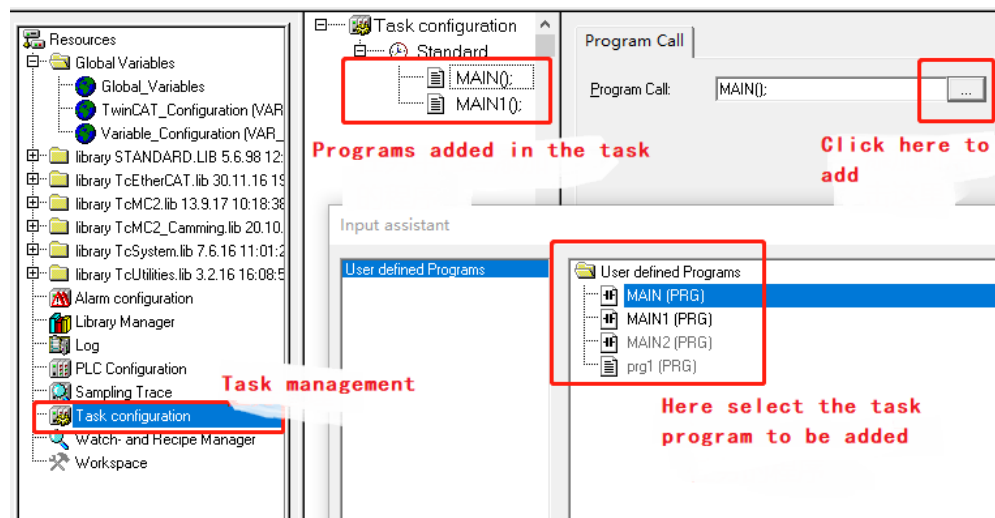 Resources
Global Variables
Global_Variables
TwinCAT_Configuration (VAR
Variable_Configuration (VAR_
library STANDARD.LIB 5.6.98 12:
library TcEtherCAT.lib 30.11.16 19
library TcMC2.lib 13.9.17 10:18:38
library TcMC2_Camming.lib 20.10.
library TcSystem.lib 7.6.16 11:01:2
library TcUtilities.lib 3.2.16 16:08:5
Alarm configuration
Library Manager
Log
PLC Configuration
Sampling Trace
Task configuration
Watch- and Recipe Manager
Workspace
Task management
Task configuration
Standard
MAIN();
MAIN1();
Programs added in the task
Program Call
Program Call:
MAIN();
...
Click here to
add
Input assistant
User defined Programs
User defined Programs
MAIN (PRG)
MAIN1 (PRG)
MAIN2 (PRG)
prg1 (PRG)
Here select the task
program to be added